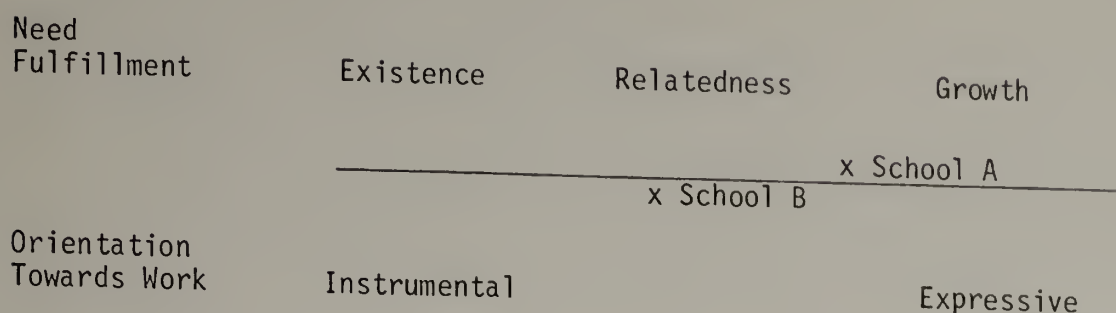 Need
Fulfillment
Existence Relatedness Growth
x School A
x School B
Orientation
Towards Work
Instrumental Expressive